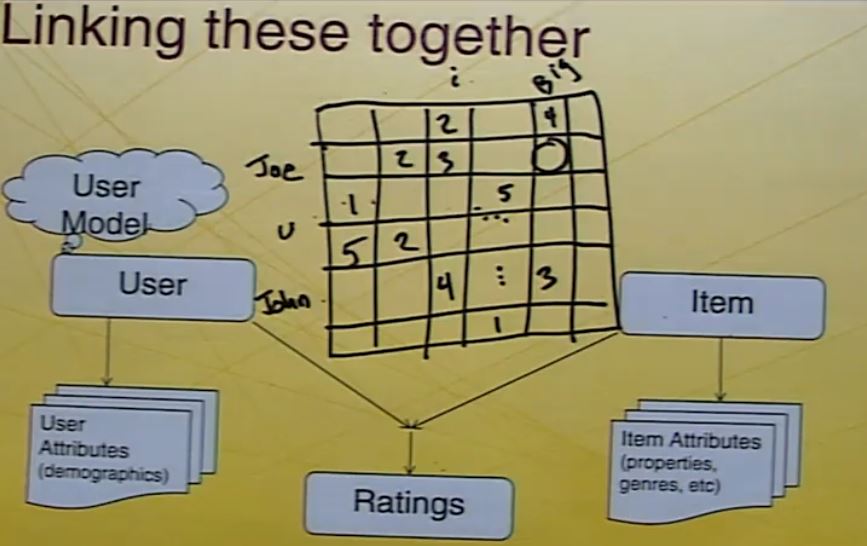 Linking these together
i Big
2 4
Joe 2 3
1 5
U ...
5 2
John 4 ⋮ 3
1
User
Model
User
Item
User
Attributes
(demographics)
Item Attributes
(properties,
genres, etc)
Ratings